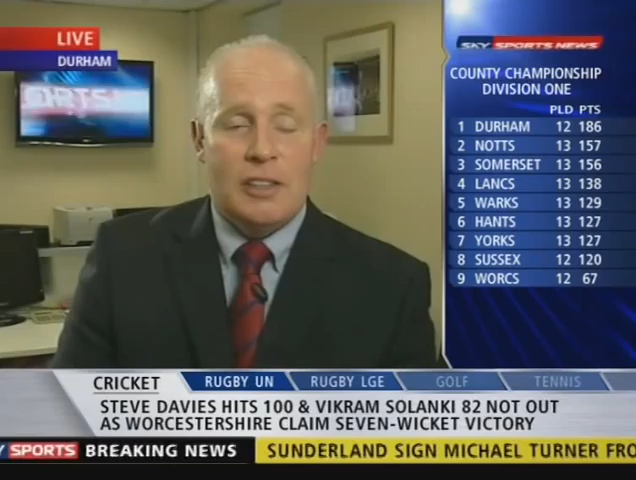 LIVE
DURHAM
SKY SPORTS NEWS
COUNTY CHAMPIONSHIP
DIVISION ONE
PLD PTS
1 DURHAM 12 186
2 NOTTS 13 157
3 SOMERSET 13 156
4 LANCS 13 138
5 WARKS 13 129
6 HANTS 13 127
7 YORKS 13 127
8 SUSSEX 12 120
9 WORCS 12 67
CRICKET RUGBY UN RUGBY LGE GOLF TENNIS
STEVE DAVIES HITS 100 & VIKRAM SOLANKI 82 NOT OUT
AS WORCESTERSHIRE CLAIM SEVEN-WICKET VICTORY
Y SPORTS BREAKING NEWS SUNDERLAND SIGN MICHAEL TURNER FRO